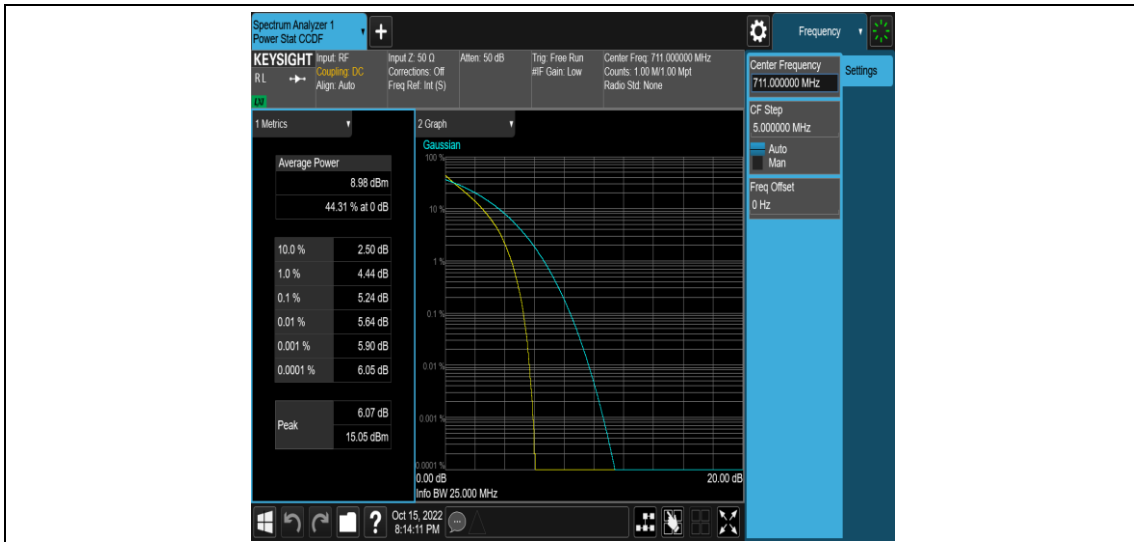 Spectrum Analyzer 1
Power Stat CCDF
+
Frequency
KEYSIGHT
RL
LXI
Input: RF
Coupling: DC
Align: Auto
Input Z: 50 Ω
Corrections: Off
Freq Ref: Int (S)
Atten: 50 dB
Trig: Free Run
#IF Gain: Low
Center Freq: 711.000000 MHz
Counts: 1.00 M/1.00 Mpt
Radio Std: None
Center Frequency
711.000000 MHz
Settings
CF Step
5.000000 MHz
Auto
Man
Freq Offset
0 Hz
1 Metrics
Average Power
8.98 dBm
44.31 % at 0 dB
10.0 % 2.50 dB
1.0 % 4.44 dB
0.1 % 5.24 dB
0.01 % 5.64 dB
0.001 % 5.90 dB
0.0001 % 6.05 dB
Peak 6.07 dB
15.05 dBm
2 Graph
Gaussian
100 %
10 %
1 %
0.1 %
0.01 %
0.001 %
0.0001 %
0.00 dB 20.00 dB
Info BW 25.000 MHz
?
Oct 15, 2022
8:14:11 PM